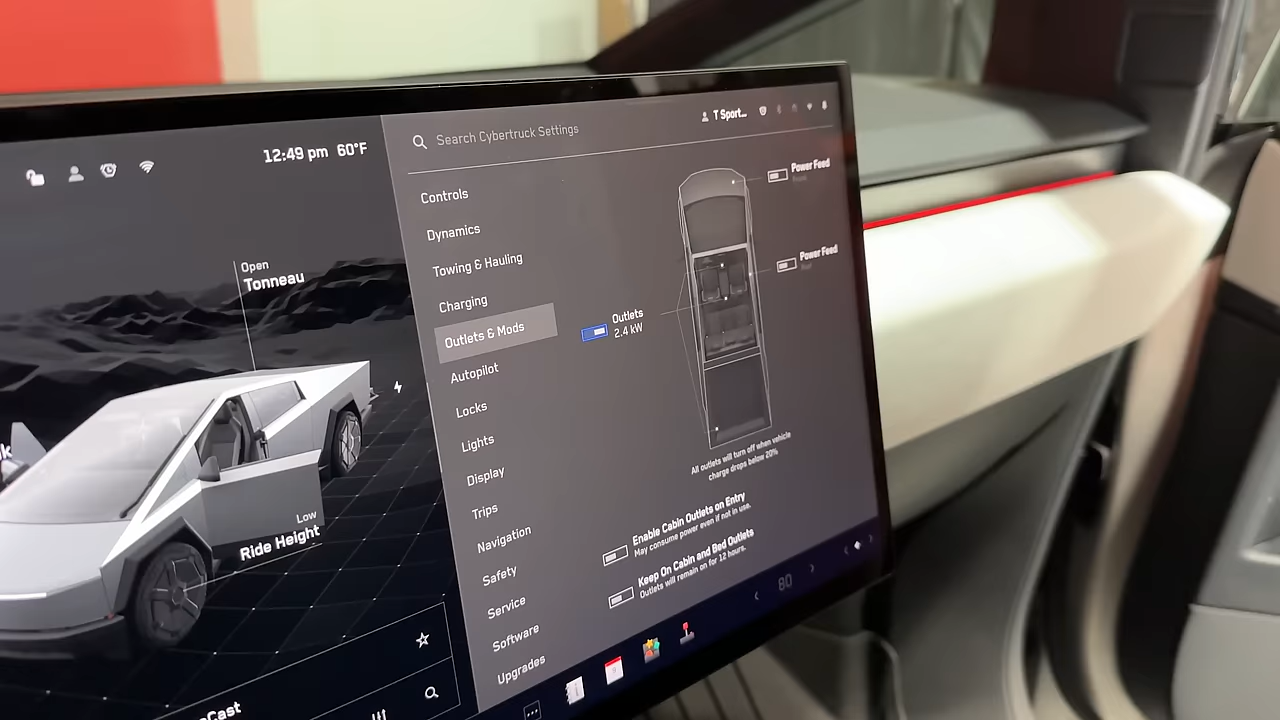 12:49 pm 60°F
Open
Tonneau
Low
Ride Height
Search Cybertruck Settings
T Sport...
Controls
Dynamics
Towing & Hauling
Charging
Outlets & Mods
Autopilot
Locks
Lights
Display
Trips
Navigation
Safety
Service
Software
Upgrades
Power Feed
Power Feed
Outlets
2.4 kW
All outlets will turn off when vehicle
charge drops below 20%
Enable Cabin Outlets on Entry
May consume power even if not in use.
Keep On Cabin and Bed Outlets
Outlets will remain on for 12 hours.
80